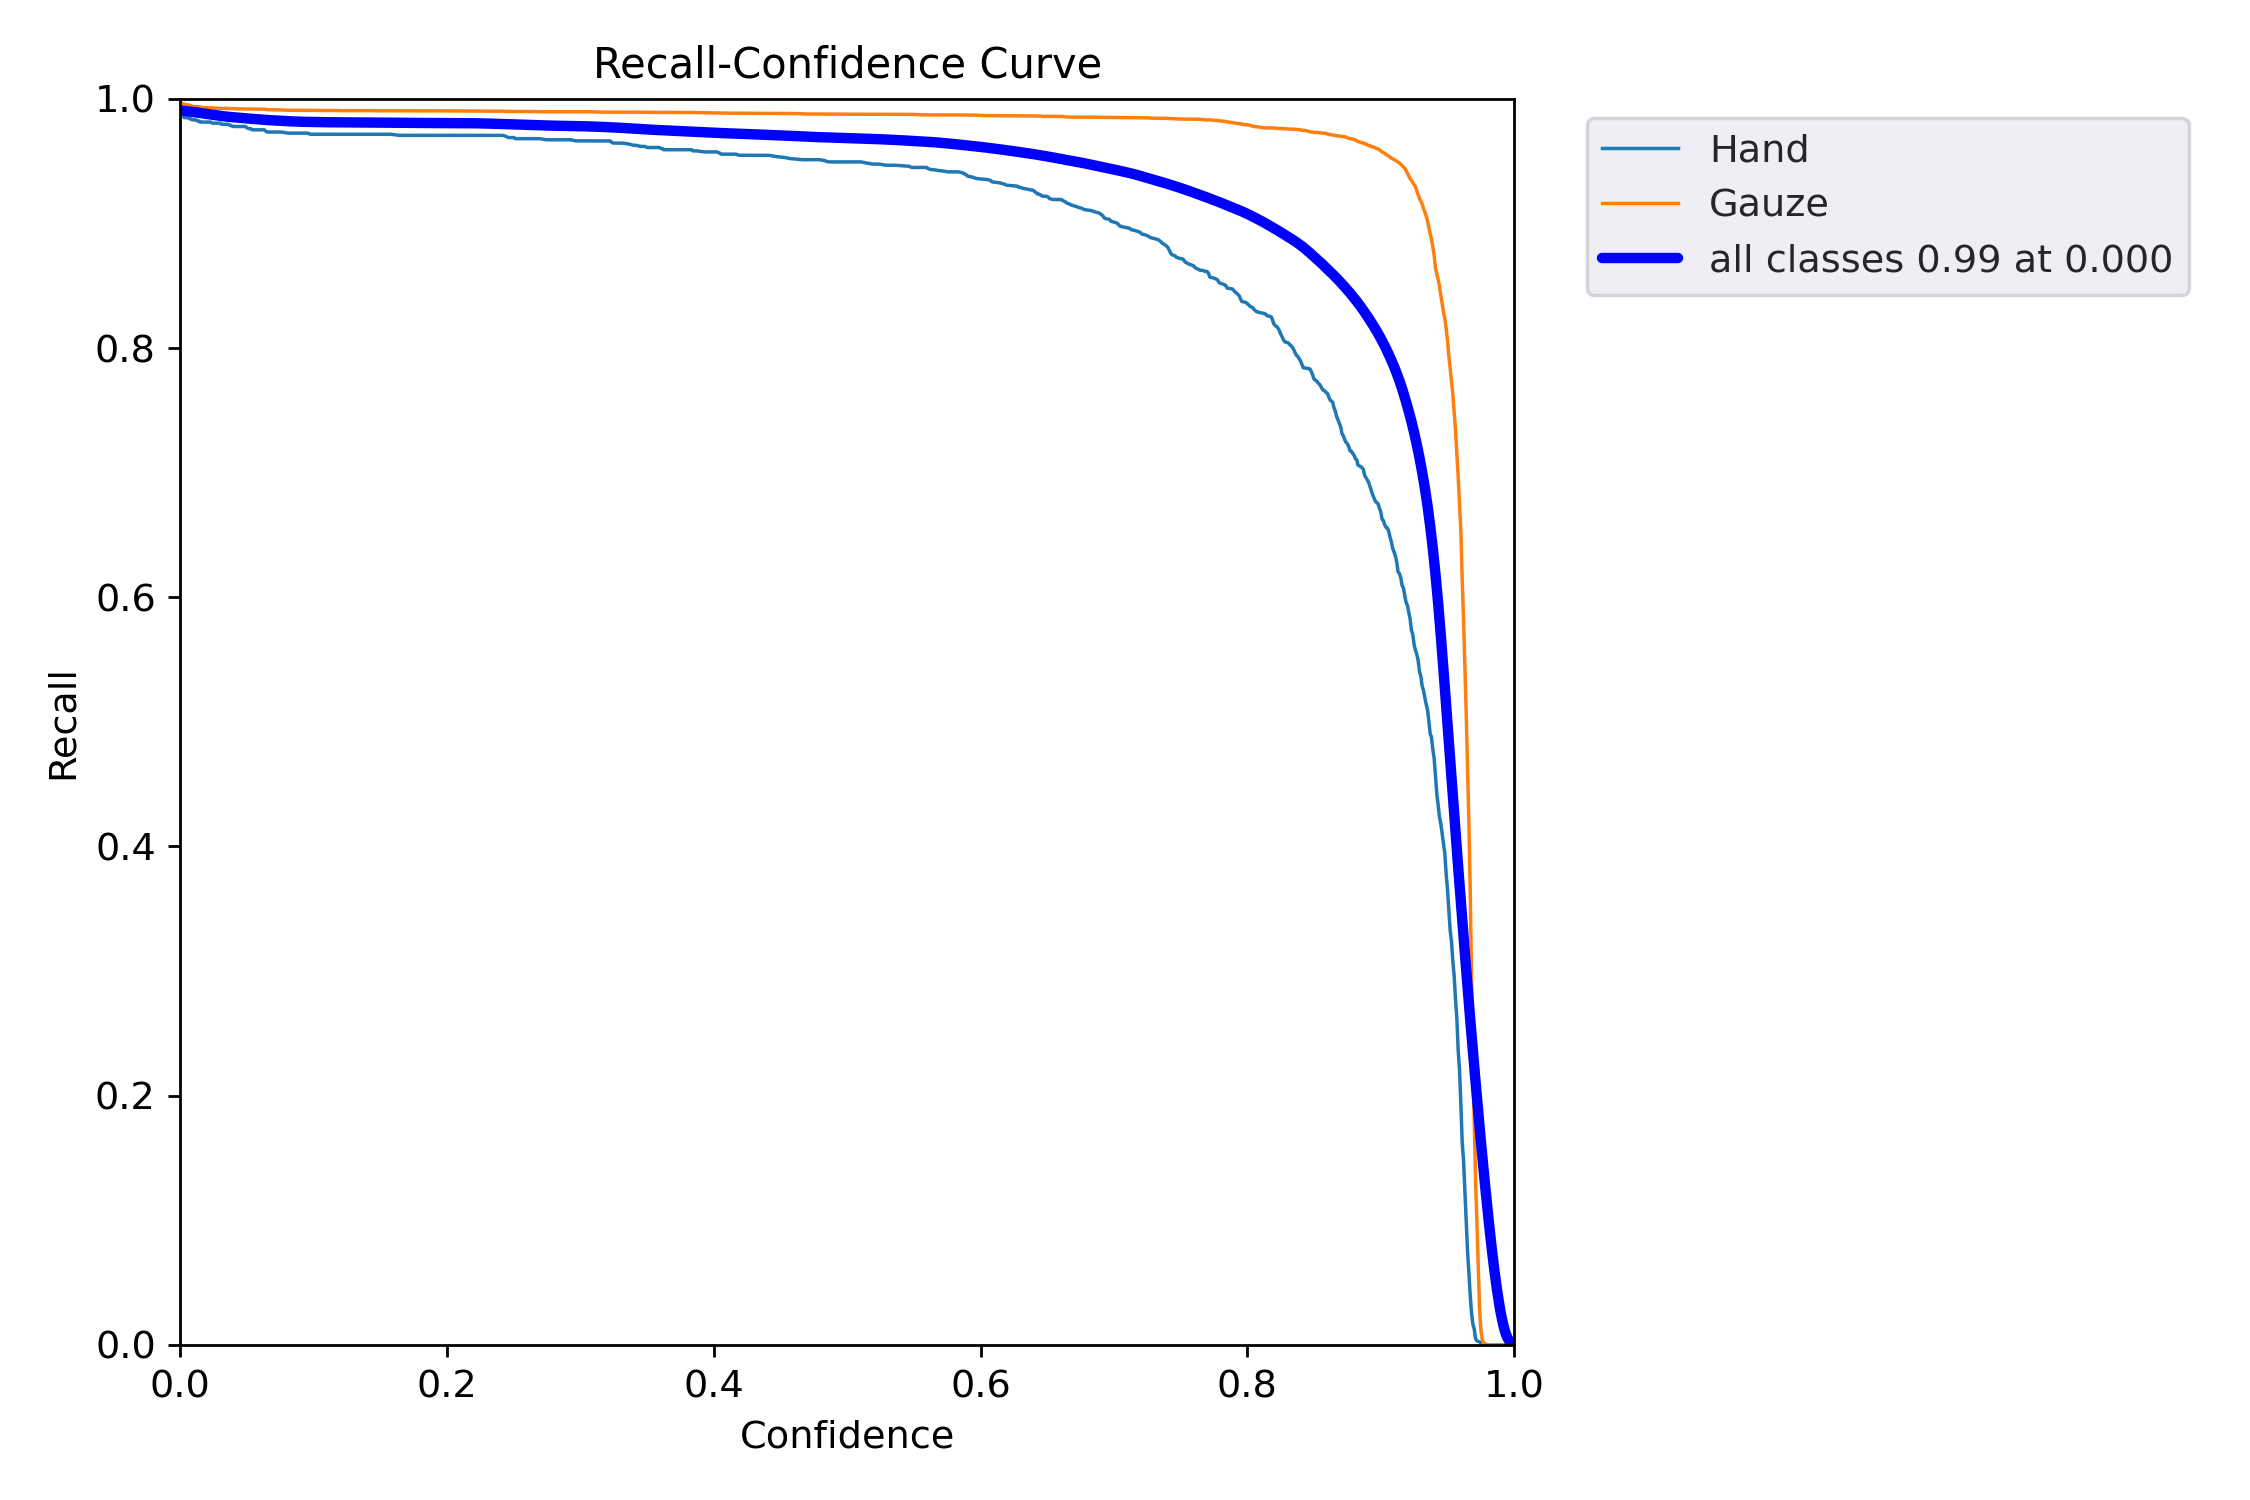 Recall-Confidence Curve
1.0
0.8
0.6
0.4
0.2
0.0
Recall
0.0 0.2 0.4 0.6 0.8 1.0
Confidence
Hand
Gauze
all classes 0.99 at 0.000